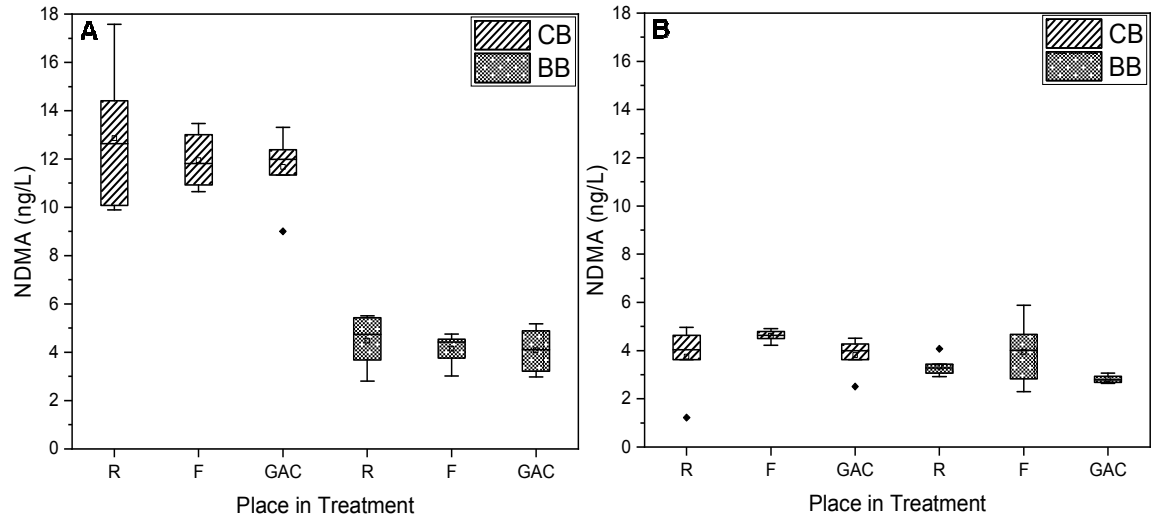 A
CB
BB
18
16
14
12
10
8
6
4
2
0
NDMA (ng/L)
R F GAC R F GAC
Place in Treatment
B
CB
BB
18
16
14
12
10
8
6
4
2
0
NDMA (ng/L)
R F GAC R F GAC
Place in Treatment